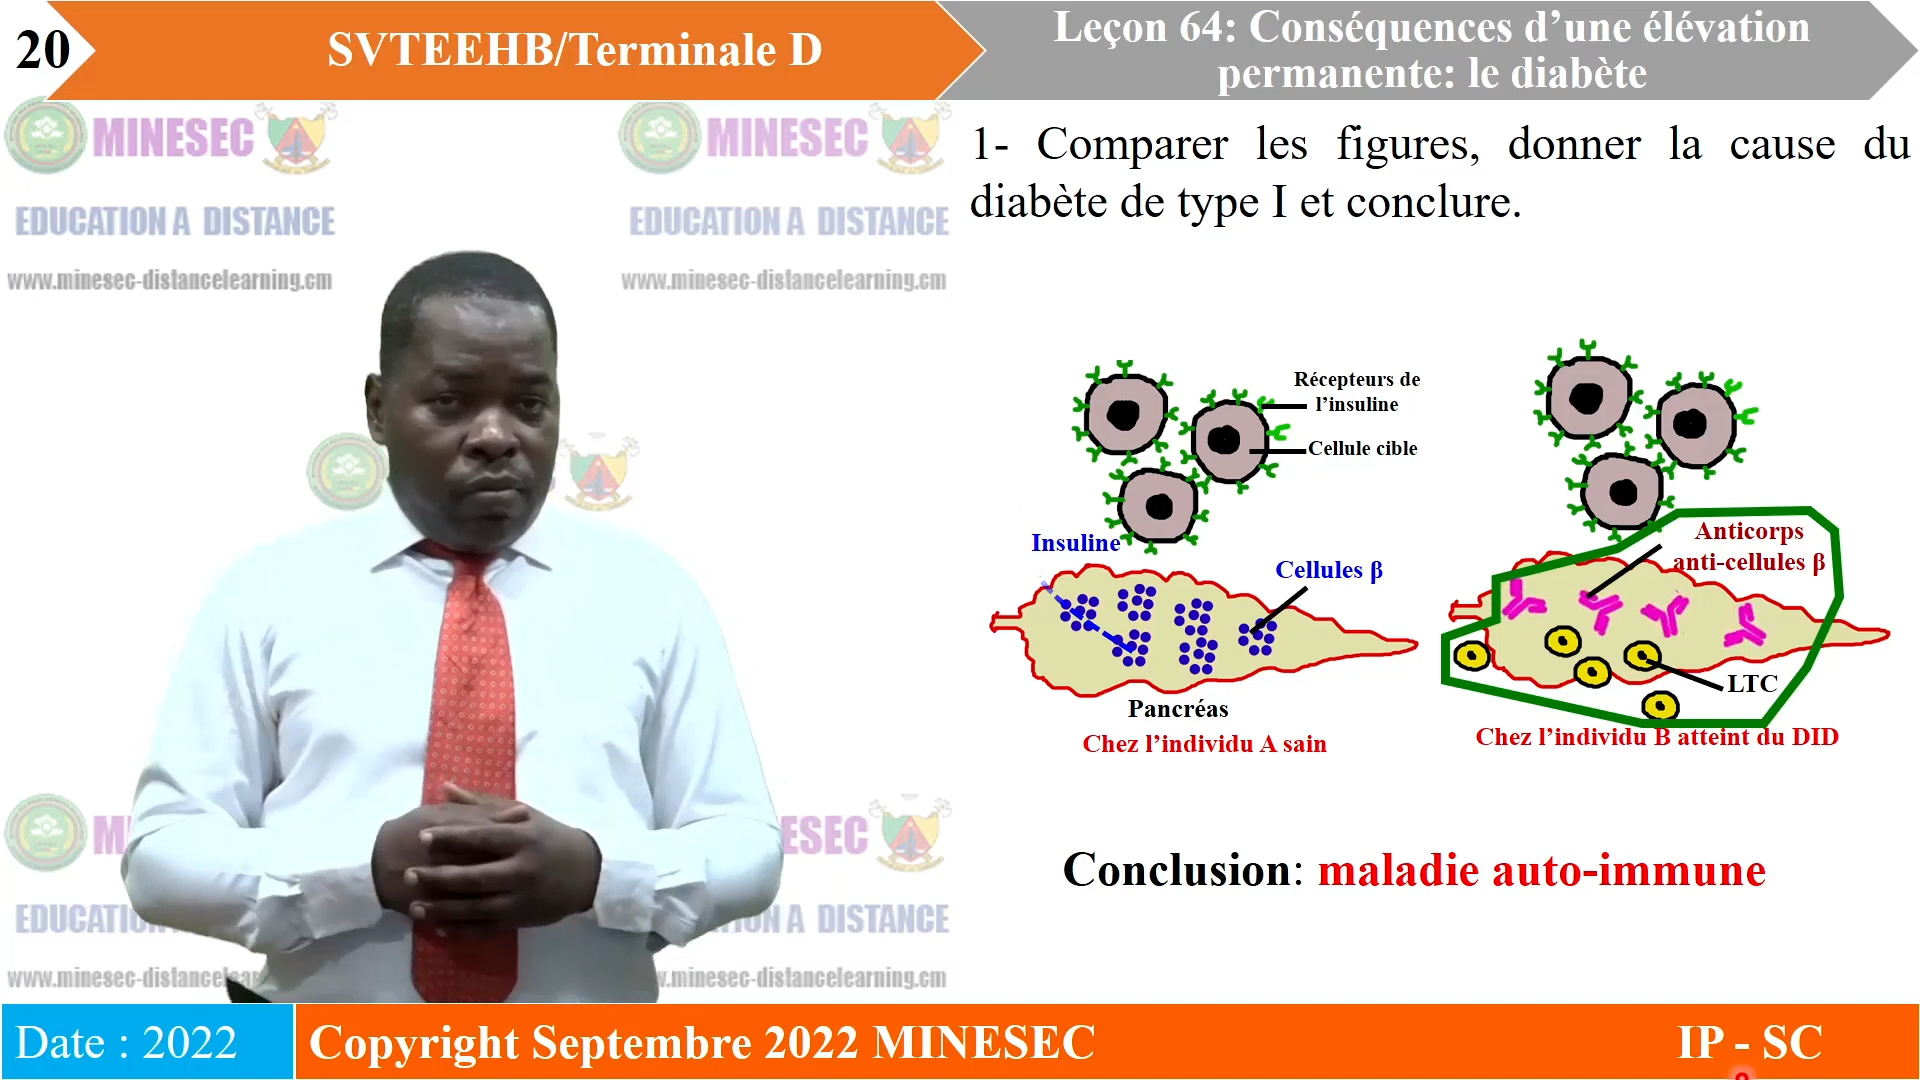 20
SVTEEHB/Terminale D
Leçon 64: Conséquences d’une élévation
permanente: le diabète
MINESEC
EDUCATION A DISTANCE
www.minesec-distancelearning.cm
MINESEC
EDUCATION A DISTANCE
www.minesec-distancelearning.cm
1- Comparer les figures, donner la cause du
diabète de type I et conclure.
Récepteurs de
l’insuline
Cellule cible
Insuline
Cellules β
Pancréas
Chez l’individu A sain
Anticorps
anti-cellules β
LTC
Chez l’individu B atteint du DID
Conclusion: maladie auto-immune
Date : 2022
Copyright Septembre 2022 MINESEC
IP - SC